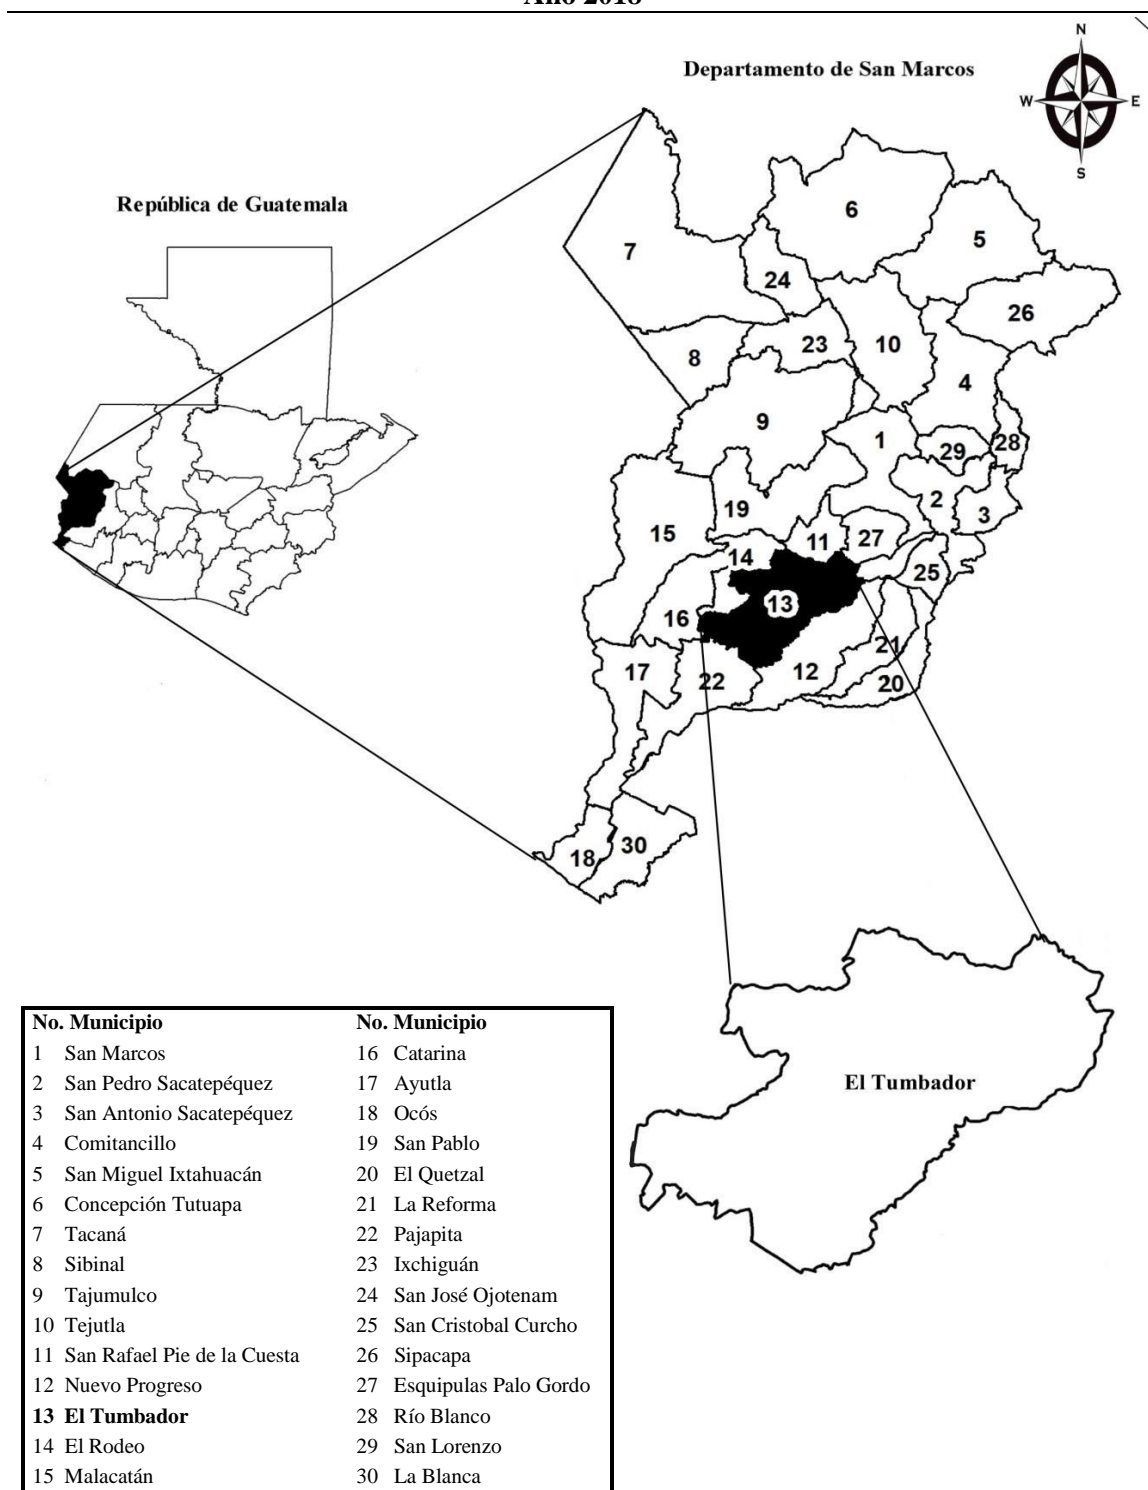 Año 2018
Departamento de San Marcos
N
W
E
S
República de Guatemala
6
5
7
24
26
23
10
8
4
9
1
29
28
2
3
19
15
11
27
14
25
13
16
21
12
17
22
20
30
18
El Tumbador
No. Municipio
1 San Marcos
2 San Pedro Sacatepéquez
3 San Antonio Sacatepéquez
4 Comitancillo
5 San Miguel Ixtahuacán
6 Concepción Tutuapa
7 Tacaná
8 Sibinal
9 Tajumulco
10 Tejutla
11 San Rafael Pie de la Cuesta
12 Nuevo Progreso
13 El Tumbador
14 El Rodeo
15 Malacatán
No. Municipio
16 Catarina
17 Ayutla
18 Ocós
19 San Pablo
20 El Quetzal
21 La Reforma
22 Pajapita
23 Ixchiguán
24 San José Ojotenam
25 San Cristobal Curcho
26 Sipacapa
27 Esquipulas Palo Gordo
28 Río Blanco
29 San Lorenzo
30 La Blanca